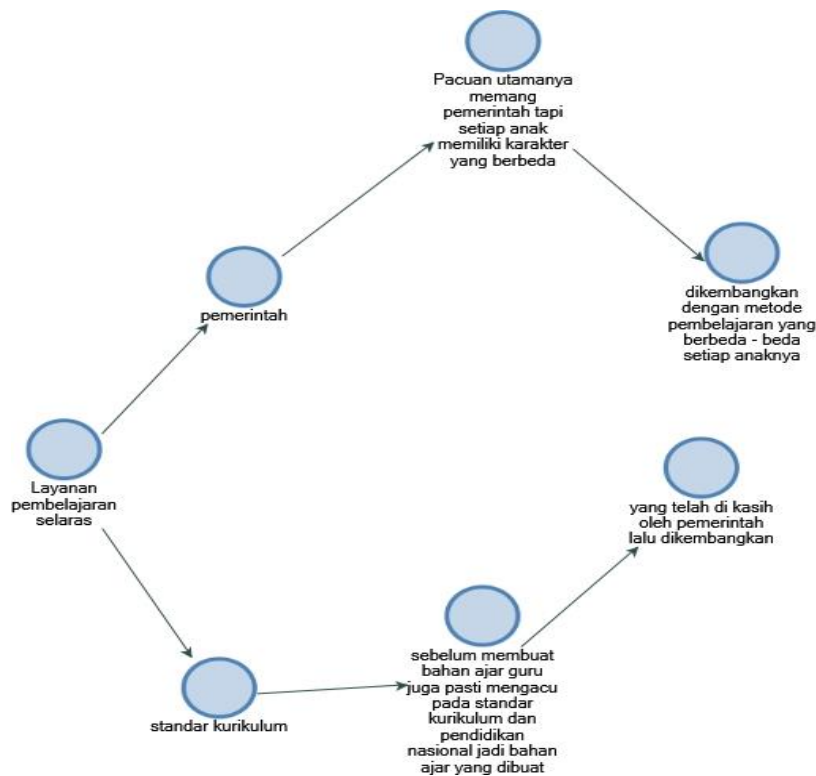 Pacuan utamanya
memang
pemerintah tapi
setiap anak
memiliki karakter
yang berbeda
pemerintah
dikembangkan
dengan metode
pembelajaran yang
berbeda - beda
setiap anaknya
Layanan
pembelajaran
selaras
yang telah di kasih
oleh pemerintah
lalu dikembangkan
standar kurikulum
sebelum membuat
bahan ajar guru
juga pasti mengacu
pada standar
kurikulum dan
pendidikan
nasional jadi bahan
ajar yang dibuat